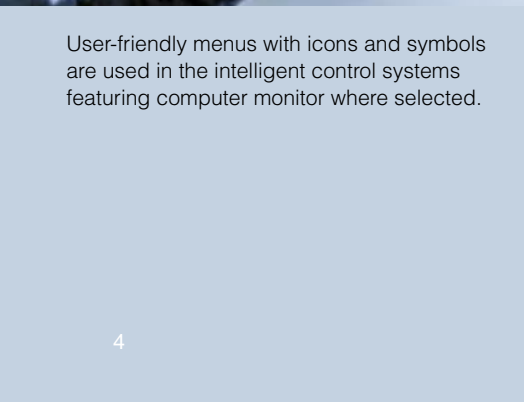 User-friendly menus with icons and symbols
are used in the intelligent control systems
featuring computer monitor where selected.
4